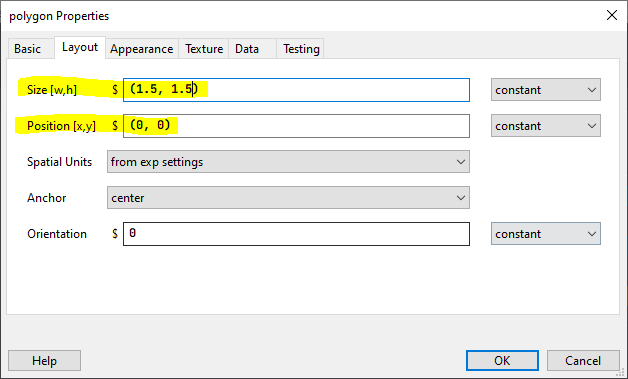 polygon Properties
Basic Layout Appearance Texture Data Testing
Size [w,h] $ (1.5, 1.5) constant
Position [x,y] $ (0, 0) constant
Spatial Units from exp settings
Anchor center
Orientation $ 0 constant
Help OK Cancel